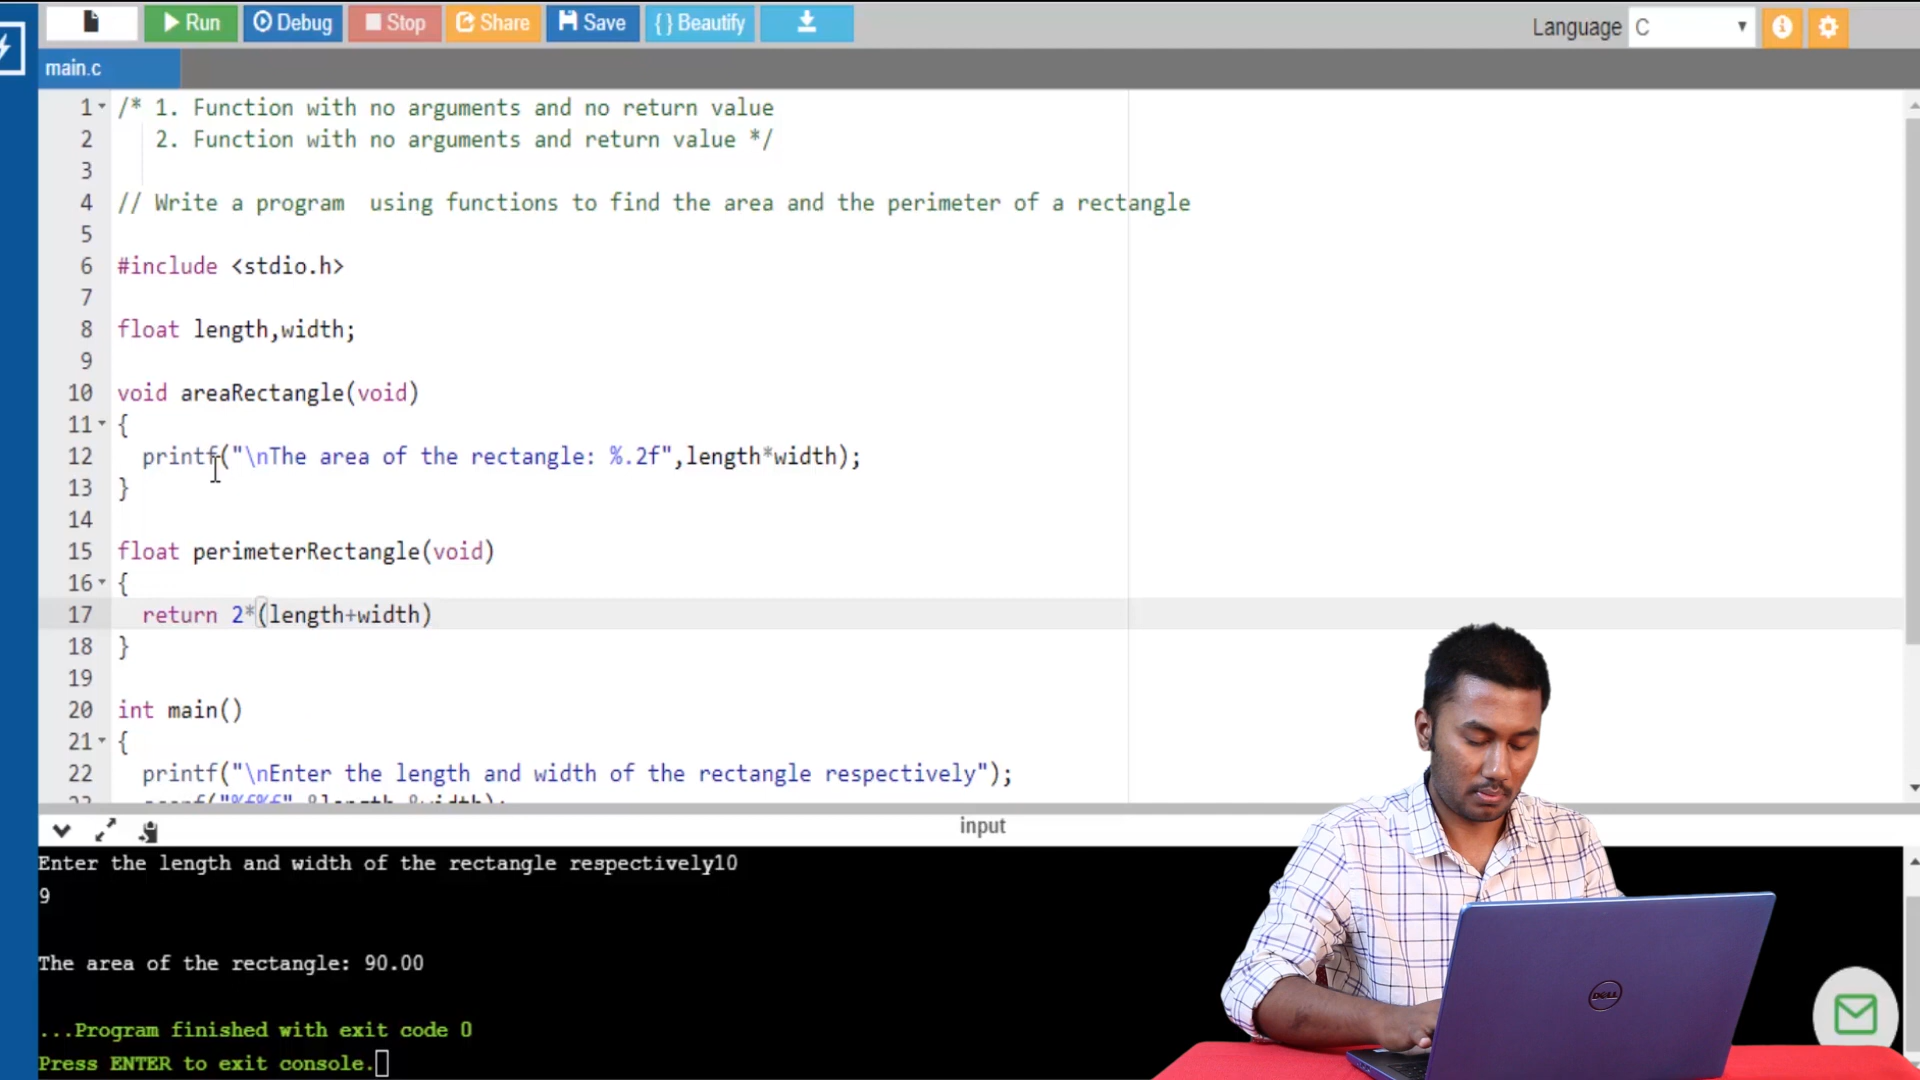 Run Debug Stop Share Save { } Beautify Language C
main.c
1 /* 1. Function with no arguments and no return value
2 2. Function with no arguments and return value */
3
4 // Write a program  using functions to find the area and the perimeter of a rectangle
5
6 #include <stdio.h>
7
8 float length,width;
9
10 void areaRectangle(void)
11 {
12 printf("\nThe area of the rectangle: %.2f",length*width);
13 }
14
15 float perimeterRectangle(void)
16 {
17 return 2*(length+width)
18 }
19
20 int main()
21 {
22 printf("\nEnter the length and width of the rectangle respectively");
input
Enter the length and width of the rectangle respectively10
9
The area of the rectangle: 90.00
...Program finished with exit code 0
Press ENTER to exit console.
DELL